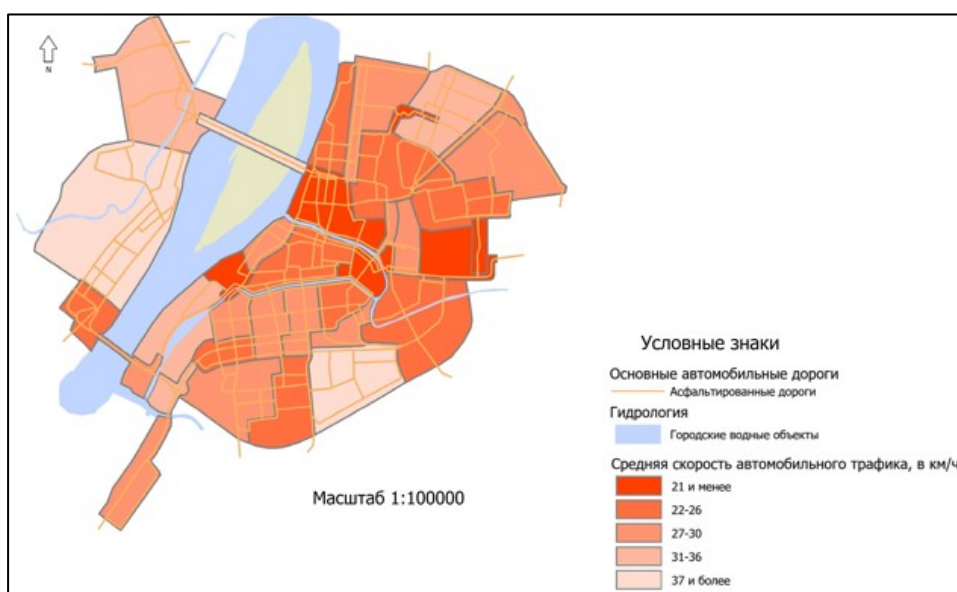 N
Условные знаки
Основные автомобильные дороги
Асфальтированные дороги
Гидрология
Городские водные объекты
Средняя скорость автомобильного трафика, в км/ч
21 и менее
22-26
27-30
31-36
37 и более
Масштаб 1:100000